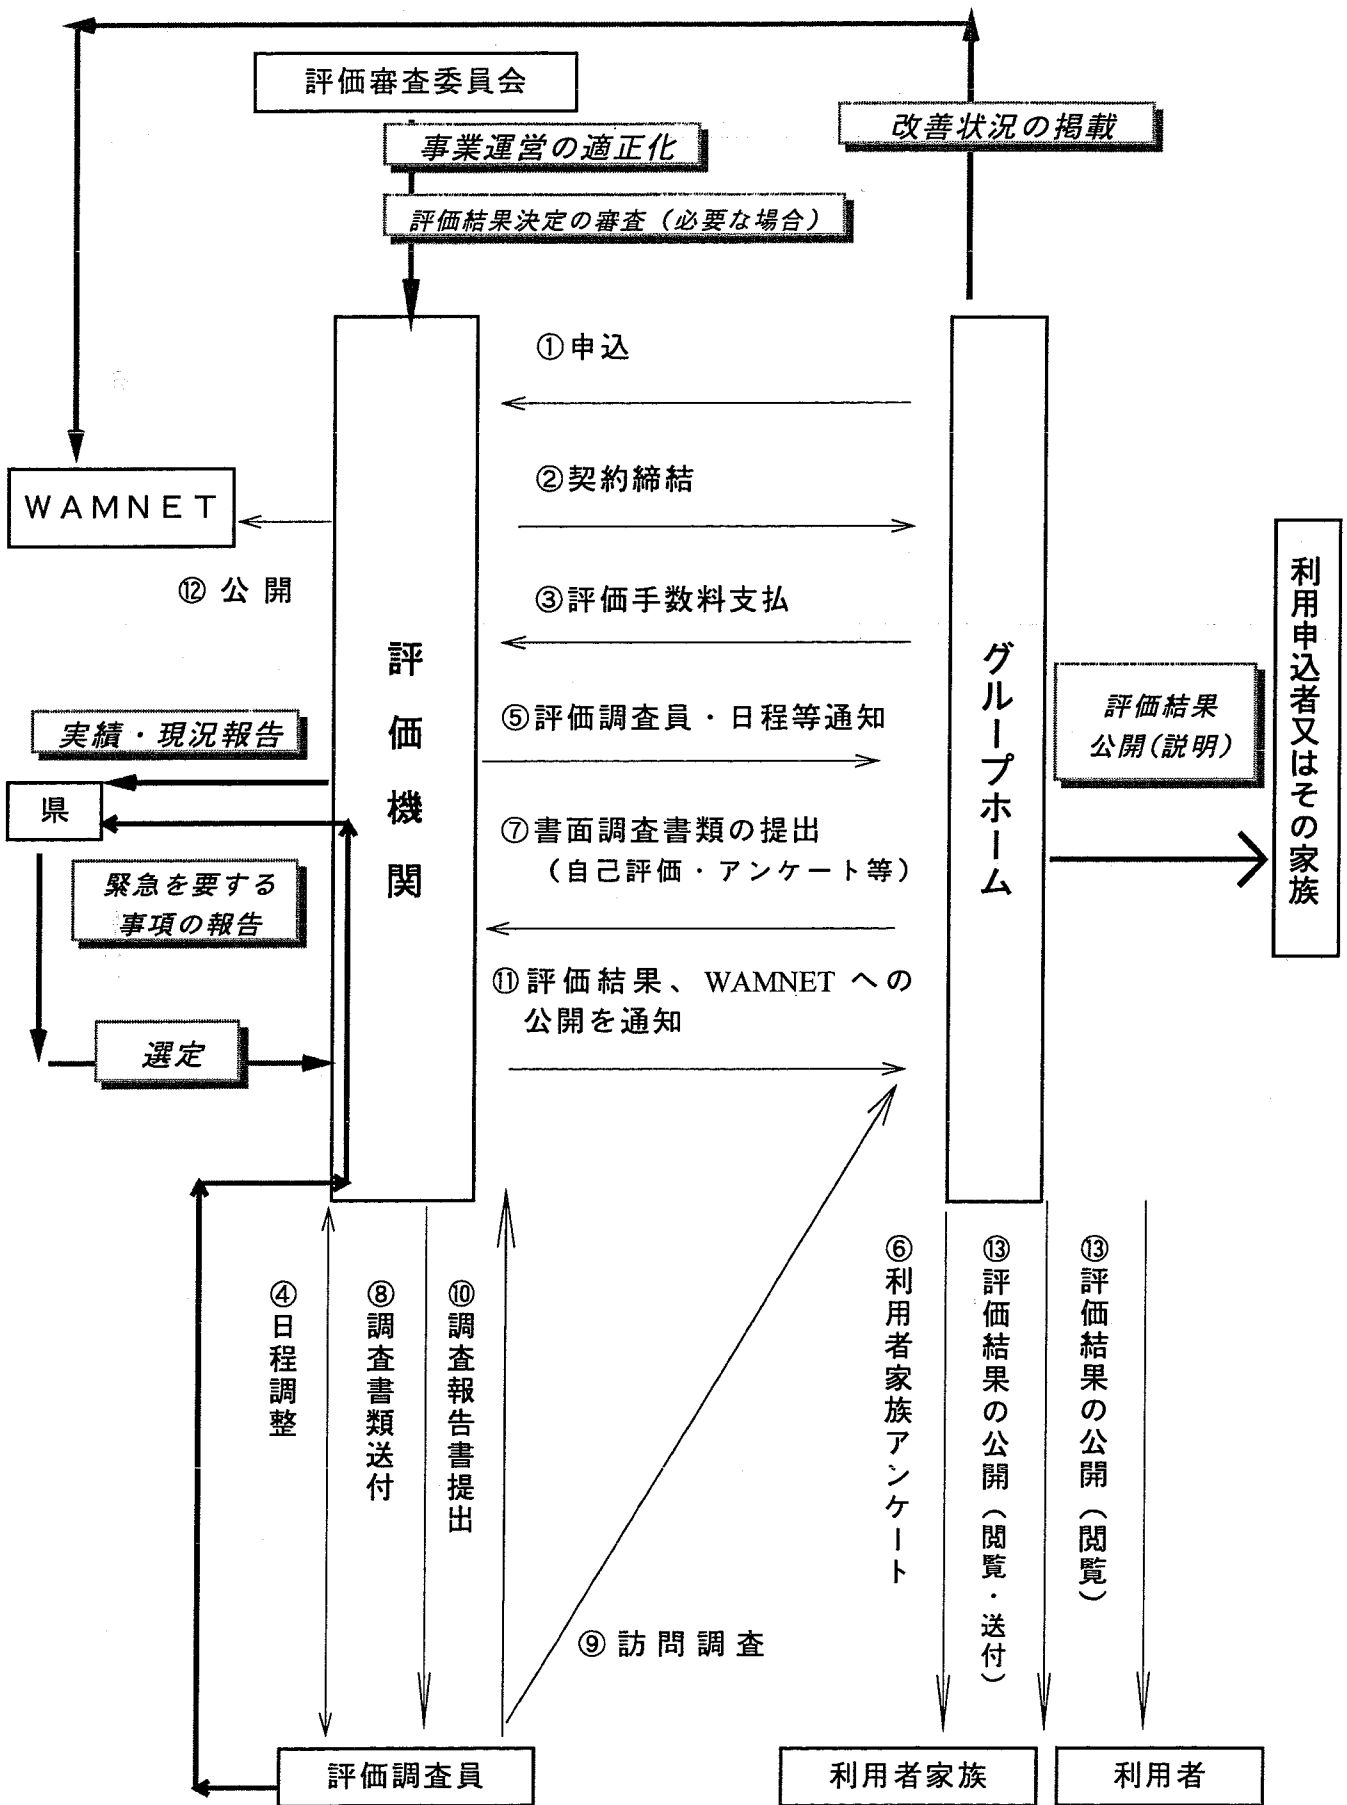 評価審査委員会
事業運営の適正化
改善状況の掲載
評価結果決定の審査（必要な場合）
①申込
②契約締結
WAMNET
⑫公開
③評価手数料支払
評価機関
グループホーム
利用申込者又はその家族
評価結果
公開（説明）
実績・現況報告
⑤評価調査員・日程等通知
県
⑦書面調査書類の提出
（自己評価・アンケート等）
緊急を要する
事項の報告
⑪評価結果、WAMNET への
公開を通知
選定
④日程調整
⑧調査書類送付
⑩調査報告書提出
⑥利用者家族アンケート
⑬評価結果の公開（閲覧・送付）
⑬評価結果の公開（閲覧）
⑨訪問調査
評価調査員
利用者家族
利用者